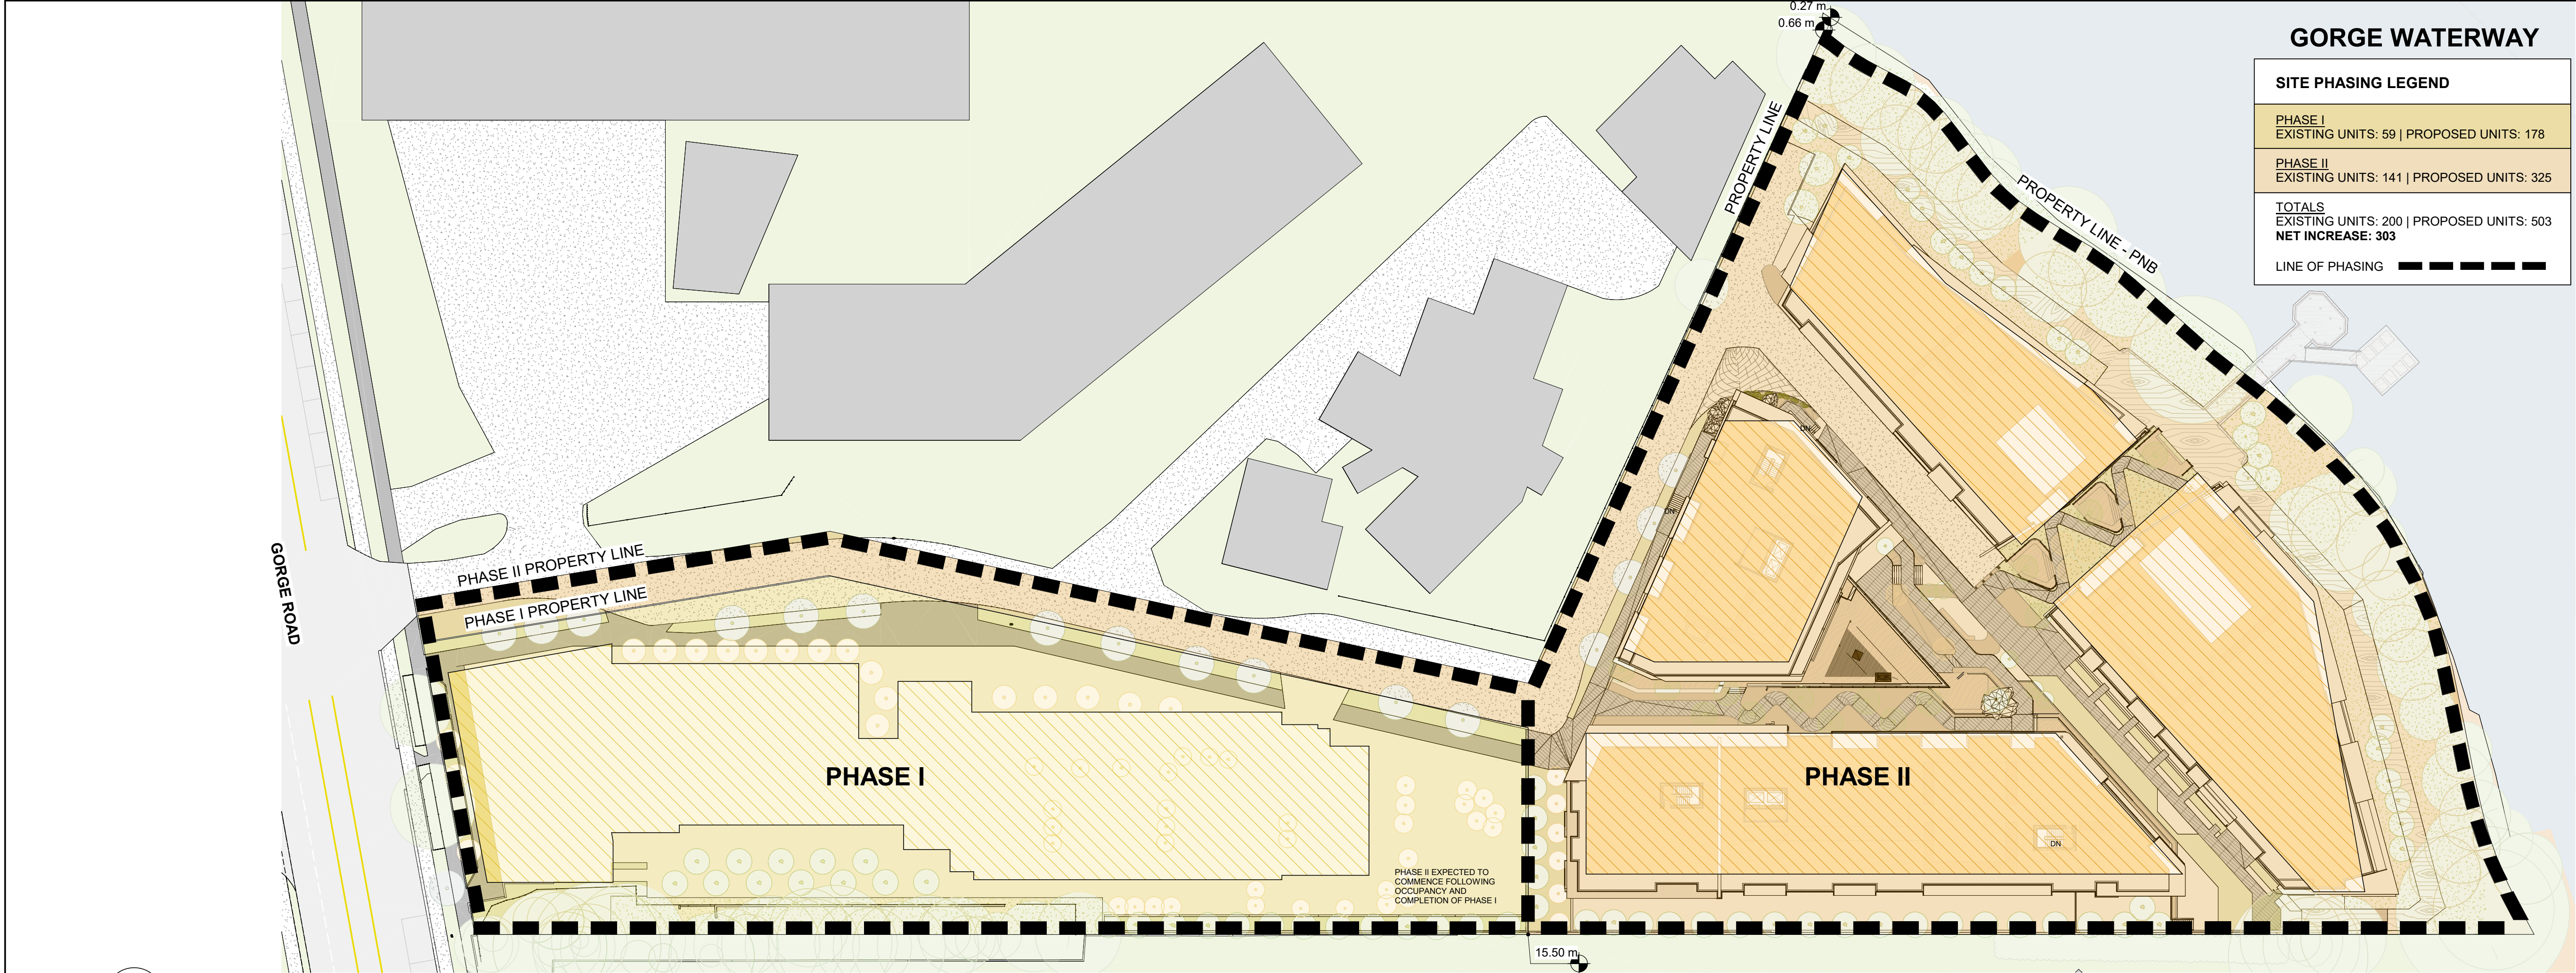 0.27 m
0.66 m
GORGE WATERWAY
SITE PHASING LEGEND
PHASE I
EXISTING UNITS: 59 | PROPOSED UNITS: 178
PHASE II
EXISTING UNITS: 141 | PROPOSED UNITS: 325
TOTALS
EXISTING UNITS: 200 | PROPOSED UNITS: 503
NET INCREASE: 303
LINE OF PHASING
PROPERTY LINE
PROPERTY LINE - PNB
DN
DN
GORGE ROAD
PHASE II PROPERTY LINE
PHASE I PROPERTY LINE
PHASE I
PHASE II
DN
PHASE II EXPECTED TO
COMMENCE FOLLOWING
OCCUPANCY AND
COMPLETION OF PHASE I
15.50 m